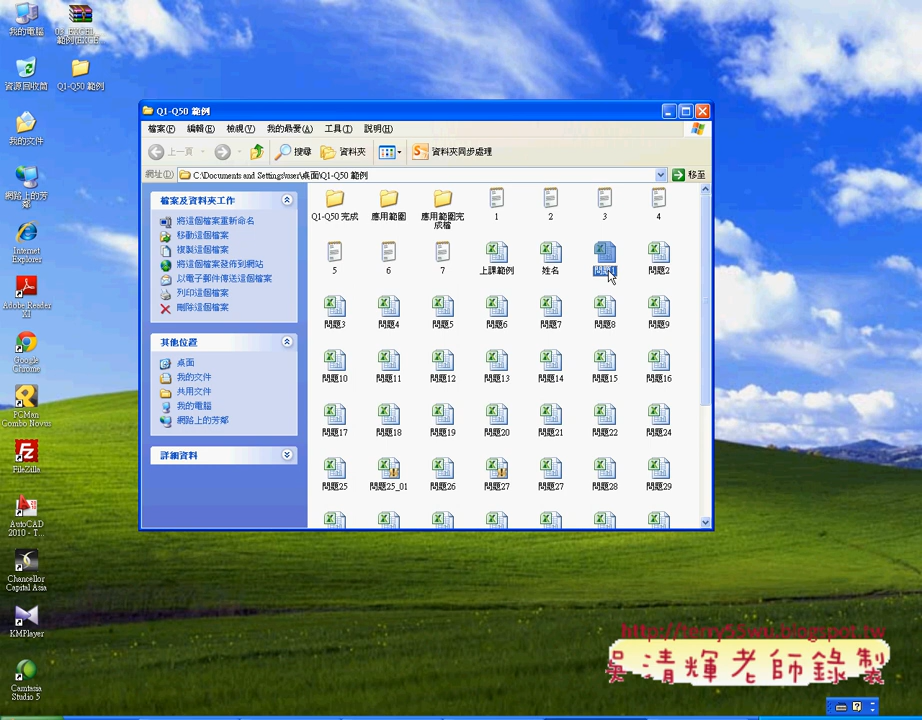 我的電腦
03_EXCEL_
範例(EXCE
資源回收筒
Q1-Q50 範例
我的文件
網路上的芳
鄰
Internet
Explorer
Adobe Reader
XI
Google
Chrome
PCMan
Combo Novus
FileZilla
AutoCAD
2010 - T...
Chancellor
Capital Asia
KMPlayer
Camtasia
Studio 5
Q1-Q50 範例
檔案(F) 編輯(E) 檢視(V) 我的最愛(A) 工具(T) 說明(H)
上一頁 搜尋 資料夾 資料夾同步處理
網址(D) C:\Documents and Settings\user\桌面\Q1-Q50 範例 移至
檔案及資料夾工作
將這個檔案重新命名
移動這個檔案
複製這個檔案
將這個檔案發佈到網站
以電子郵件傳送這個檔案
列印這個檔案
刪除這個檔案
其他位置
桌面
我的文件
共用文件
我的電腦
網路上的芳鄰
詳細資料
Q1-Q50 完成 應用範圍 應用範圍完 1 2 3 4
成檔
5 6 7 上課範例 姓名 問題1 問題2
問題3 問題4 問題5 問題6 問題7 問題8 問題9
問題10 問題11 問題12 問題13 問題14 問題15 問題16
問題17 問題18 問題19 問題20 問題21 問題22 問題24
問題25 問題25_01 問題26 問題27 問題27 問題28 問題29
http://terry55wu.blogspot.tw
吳清輝老師錄製